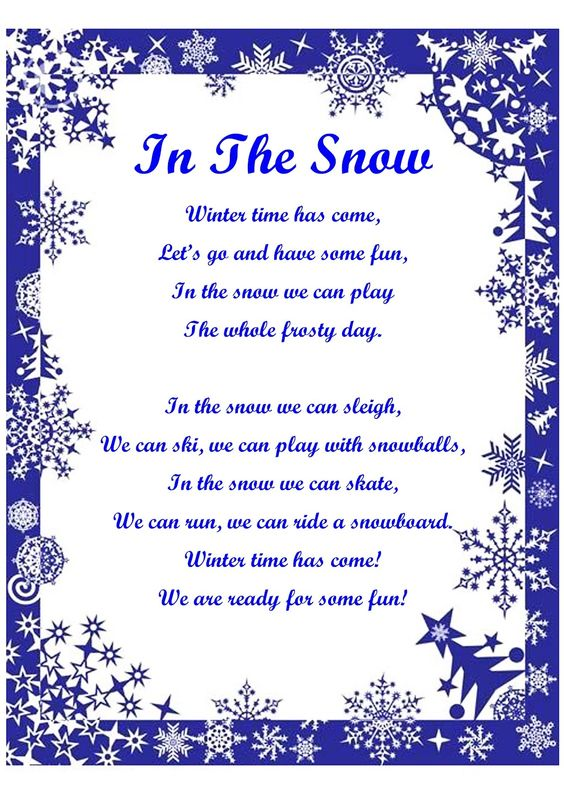 In The Snow
Winter time has come,
Let's go and have some fun,
In the snow we can play
The whole frosty day.
In the snow we can sleigh,
We can ski, we can play with snowballs,
In the snow we can skate,
We can run, we can ride a snowboard.
Winter time has come!
We are ready for some fun!